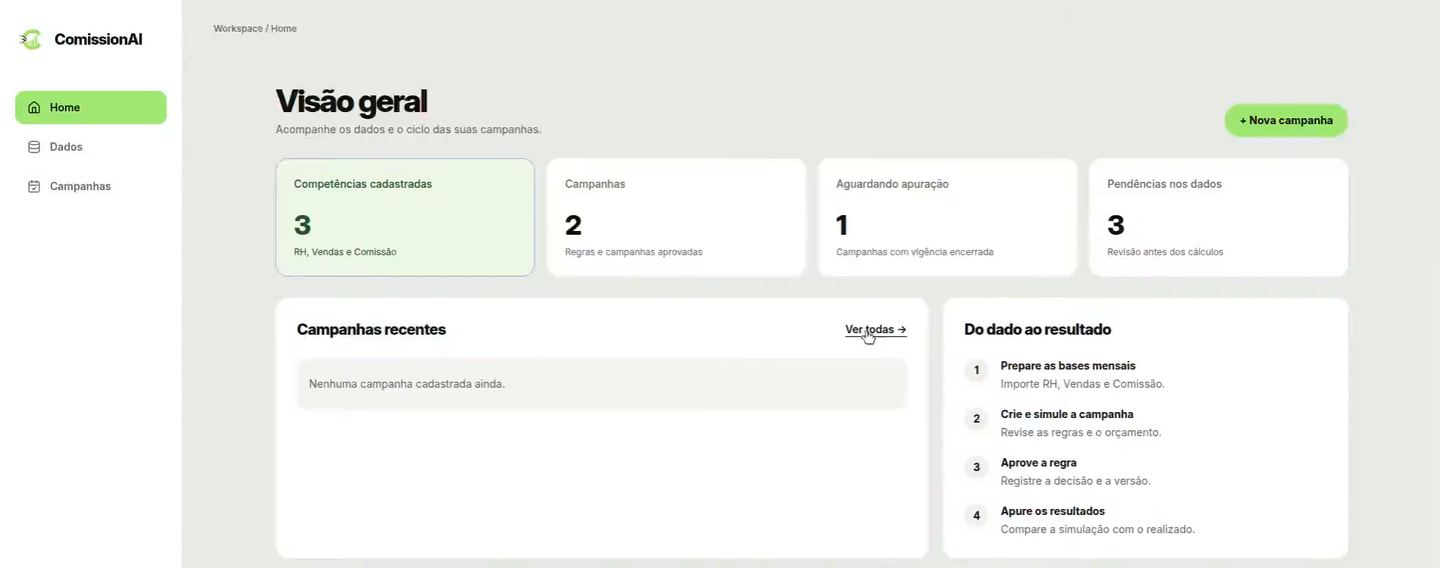 ComissionAI
Home
Dados
Campanhas
Workspace / Home
Visão geral
Acompanhe os dados e o ciclo das suas campanhas.
+ Nova campanha
Competências cadastradas
3
RH, Vendas e Comissão
Campanhas
2
Regras e campanhas aprovadas
Aguardando apuração
1
Campanhas com vigência encerrada
Pendências nos dados
3
Revisão antes dos cálculos
Campanhas recentes
Ver todas →
Nenhuma campanha cadastrada ainda.
Do dado ao resultado
1 Prepare as bases mensais
Importe RH, Vendas e Comissão.
2 Crie e simule a campanha
Revise as regras e o orçamento.
3 Aprove a regra
Registre a decisão e a versão.
4 Apure os resultados
Compare a simulação com o realizado.